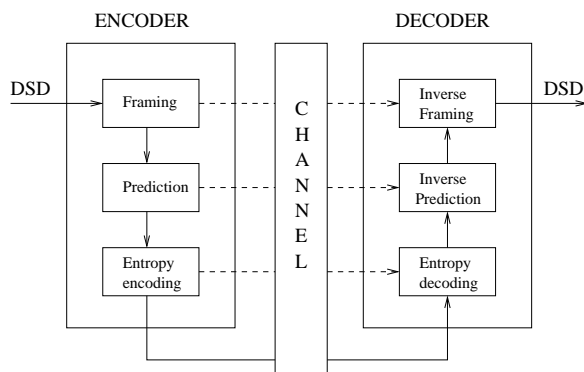 ENCODER
DECODER
DSD
DSD
Framing
Prediction
Entropy
encoding
C
H
A
N
N
E
L
Inverse
Framing
Inverse
Prediction
Entropy
decoding